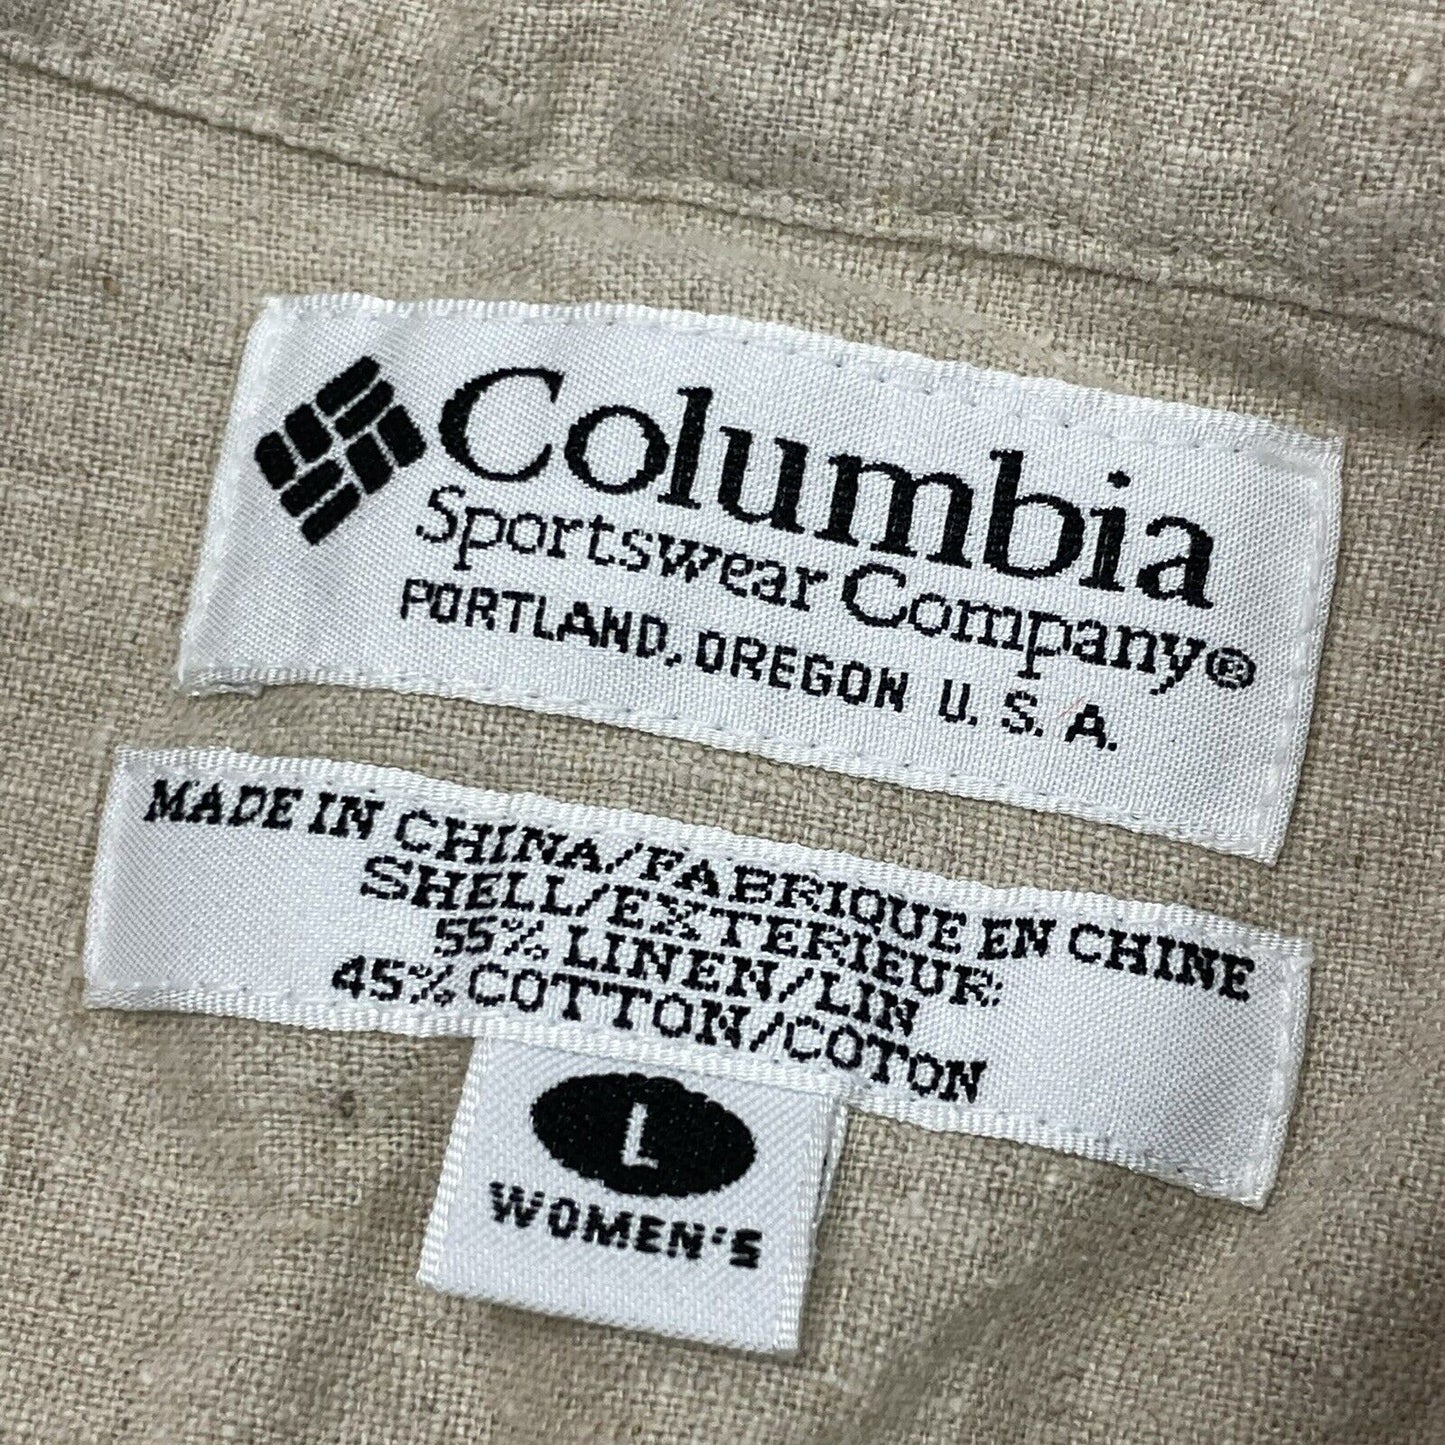 Columbia
Sportswear Company®
PORTLAND, OREGON U.S.A.
MADE IN CHINA/FABRIQUE EN CHINE
SHELL/EXTERIEUR:
55% LINEN/LIN
45% COTTON/COTON
L
WOMEN'S